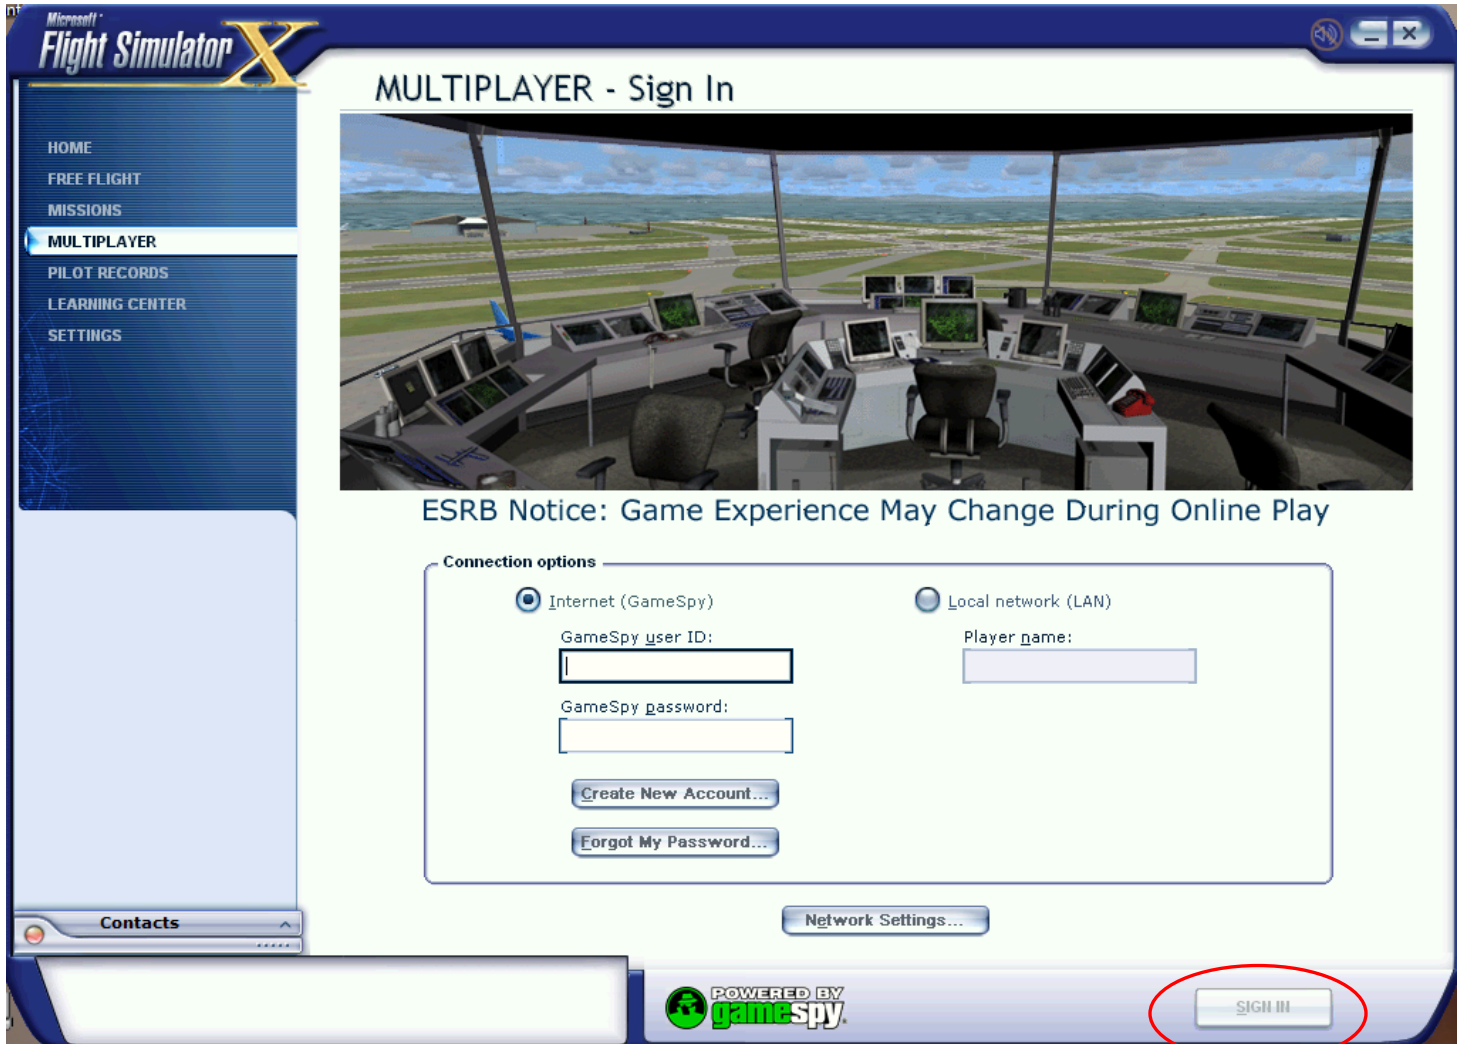 Microsoft
Flight Simulator X
HOME
FREE FLIGHT
MISSIONS
MULTIPLAYER
PILOT RECORDS
LEARNING CENTER
SETTINGS
Contacts
MULTIPLAYER - Sign In
ESRB Notice: Game Experience May Change During Online Play
Connection options
Internet (GameSpy)
GameSpy user ID:
GameSpy password:
Create New Account...
Forgot My Password...
Local network (LAN)
Player name:
Network Settings...
POWERED BY
gamespy.
SIGN IN